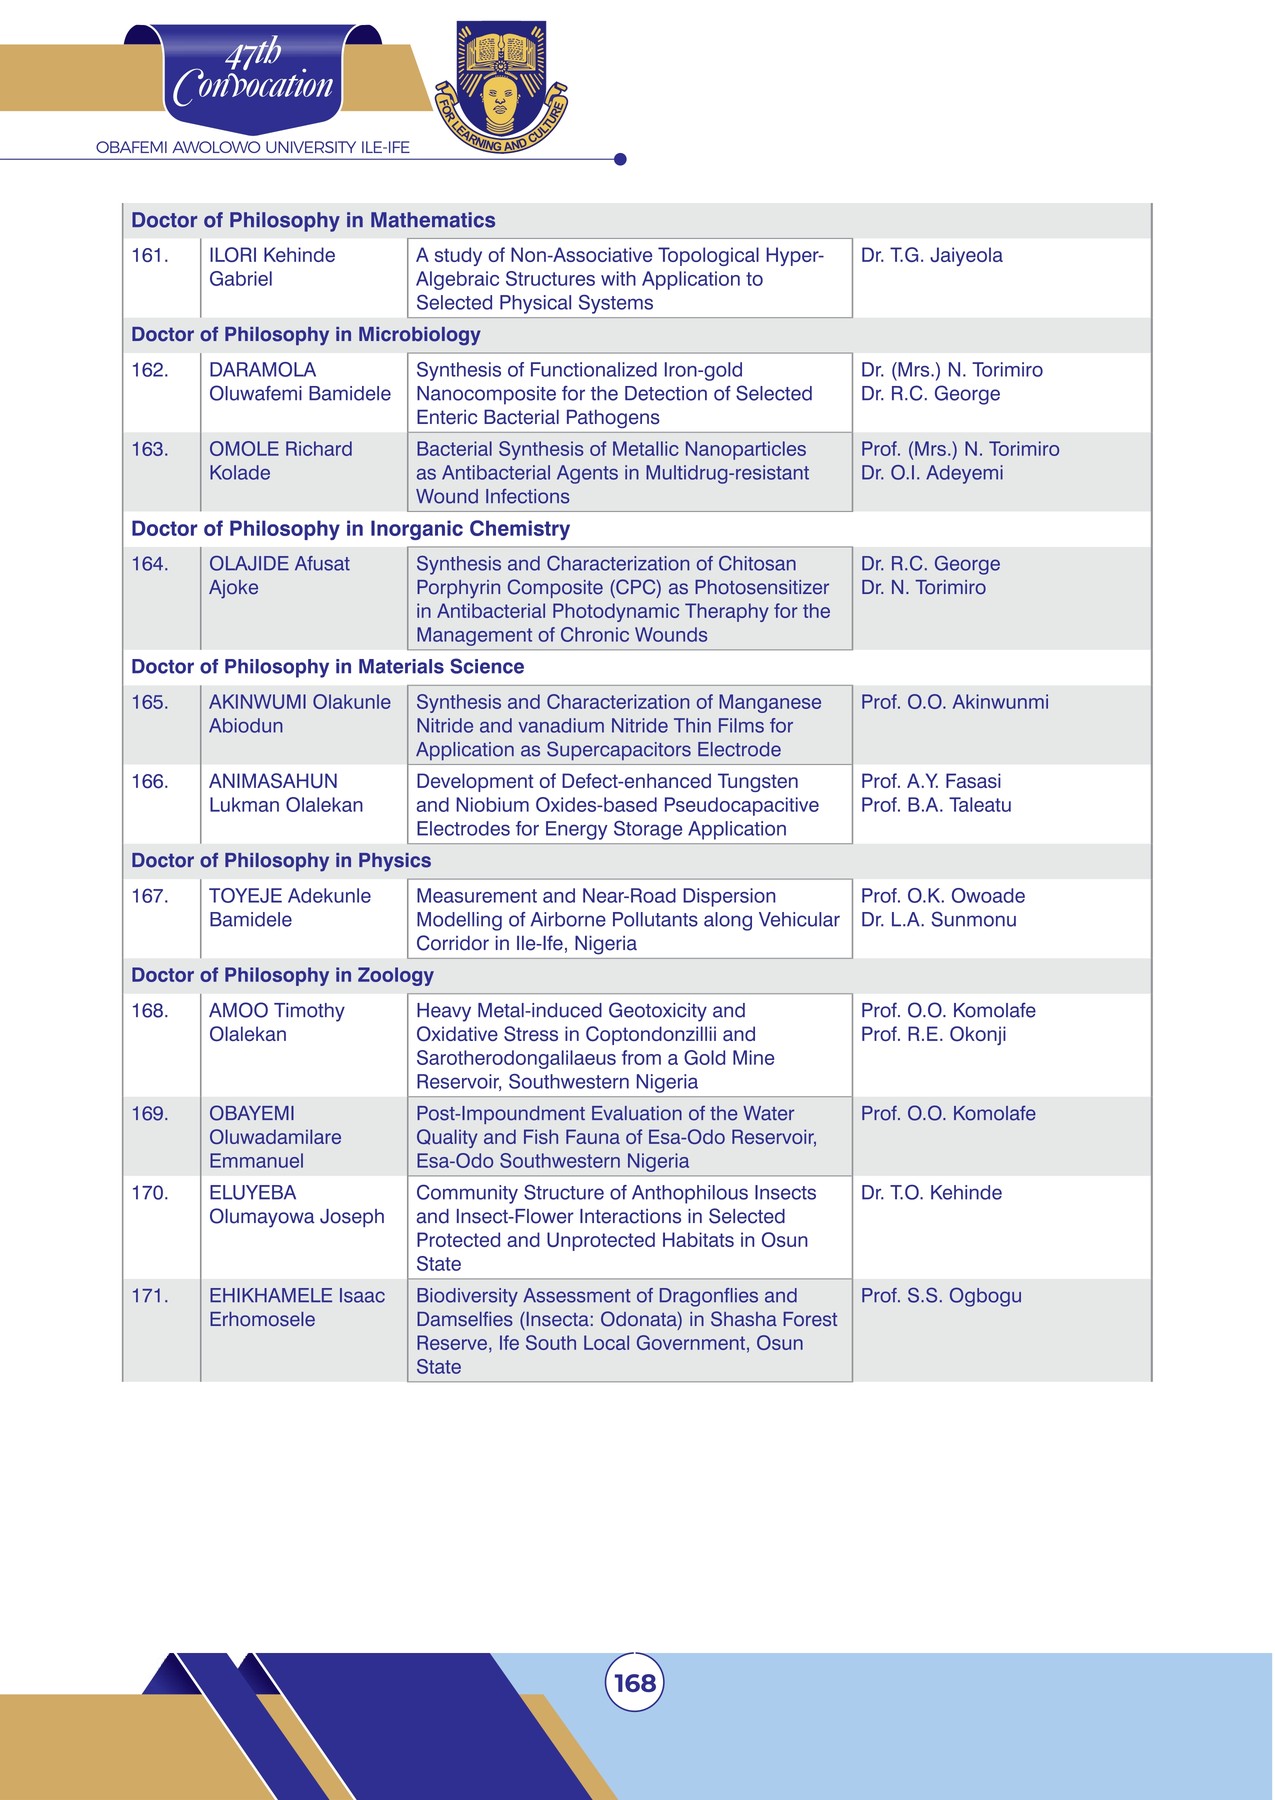 47th
Convocation
FOR LEARNING AND CULTURE
OBAFEMI AWOLOWO UNIVERSITY ILE-IFE
Doctor of Philosophy in Mathematics
161. ILORI Kehinde Gabriel
A study of Non-Associative Topological Hyper-
Algebraic Structures with Application to
Selected Physical Systems
Dr. T.G. Jaiyeola
Doctor of Philosophy in Microbiology
162. DARAMOLA
Oluwafemi Bamidele
Synthesis of Functionalized Iron-gold
Nanocomposite for the Detection of Selected
Enteric Bacterial Pathogens
Dr. (Mrs.) N. Torimiro
Dr. R.C. George
163. OMOLE Richard
Kolade
Bacterial Synthesis of Metallic Nanoparticles
as Antibacterial Agents in Multidrug-resistant
Wound Infections
Prof. (Mrs.) N. Torimiro
Dr. O.I. Adeyemi
Doctor of Philosophy in Inorganic Chemistry
164. OLAJIDE Afusat
Ajoke
Synthesis and Characterization of Chitosan
Porphyrin Composite (CPC) as Photosensitizer
in Antibacterial Photodynamic Theraphy for the
Management of Chronic Wounds
Dr. R.C. George
Dr. N. Torimiro
Doctor of Philosophy in Materials Science
165. AKINWUMI Olakunle
Abiodun
Synthesis and Characterization of Manganese
Nitride and vanadium Nitride Thin Films for
Application as Supercapacitors Electrode
Prof. O.O. Akinwunmi
166. ANIMASAHUN
Lukman Olalekan
Development of Defect-enhanced Tungsten
and Niobium Oxides-based Pseudocapacitive
Electrodes for Energy Storage Application
Prof. A.Y. Fasasi
Prof. B.A. Taleatu
Doctor of Philosophy in Physics
167. TOYEJE Adekunle
Bamidele
Measurement and Near-Road Dispersion
Modelling of Airborne Pollutants along Vehicular
Corridor in Ile-Ife, Nigeria
Prof. O.K. Owoade
Dr. L.A. Sunmonu
Doctor of Philosophy in Zoology
168. AMOO Timothy
Olalekan
Heavy Metal-induced Geotoxicity and
Oxidative Stress in Coptondonzillii and
Sarotherodongalilaeus from a Gold Mine
Reservoir, Southwestern Nigeria
Prof. O.O. Komolafe
Prof. R.E. Okonji
169. OBAYEMI
Oluwadamilare
Emmanuel
Post-Impoundment Evaluation of the Water
Quality and Fish Fauna of Esa-Odo Reservoir,
Esa-Odo Southwestern Nigeria
Prof. O.O. Komolafe
170. ELUYEBA
Olumayowa Joseph
Community Structure of Anthophilous Insects
and Insect-Flower Interactions in Selected
Protected and Unprotected Habitats in Osun
State
Dr. T.O. Kehinde
171. EHIKHAMELE Isaac
Erhomosele
Biodiversity Assessment of Dragonflies and
Damselfies (Insecta: Odonata) in Shasha Forest
Reserve, Ife South Local Government, Osun
State
Prof. S.S. Ogbogu
168